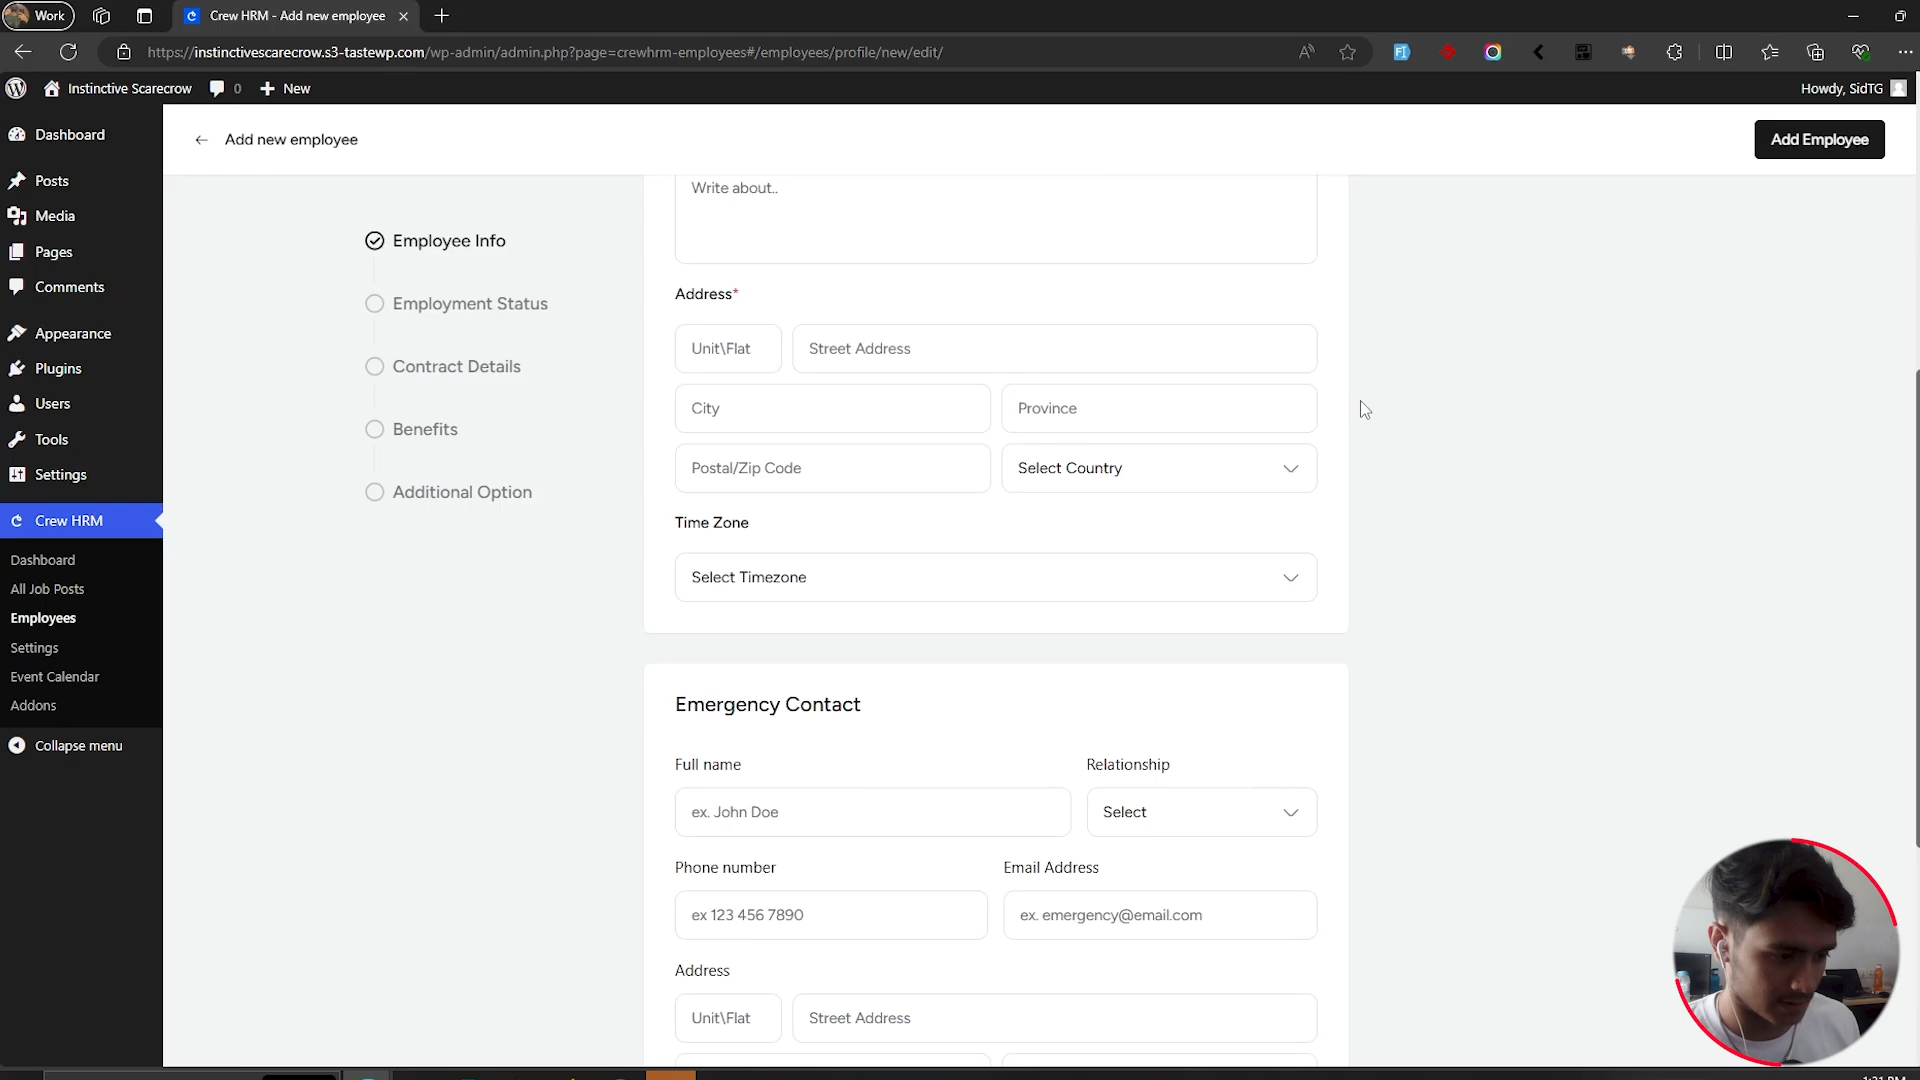 Work
Crew HRM - Add new employee
https://instinctivescarecrow.s3-tastewp.com/wp-admin/admin.php?page=crewhrm-employees#/employees/profile/new/edit/
Instinctive Scarecrow
0
New
Howdy, SidTG
Dashboard
Posts
Media
Pages
Comments
Appearance
Plugins
Users
Tools
Settings
Crew HRM
Dashboard
All Job Posts
Employees
Settings
Event Calendar
Addons
Collapse menu
Add new employee
Add Employee
Employee Info
Employment Status
Contract Details
Benefits
Additional Option
Write about..
Address*
Unit\Flat
Street Address
City
Province
Postal/Zip Code
Select Country
Time Zone
Select Timezone
Emergency Contact
Full name
Relationship
ex. John Doe
Select
Phone number
Email Address
ex 123 456 7890
ex. emergency@email.com
Address
Unit\Flat
Street Address